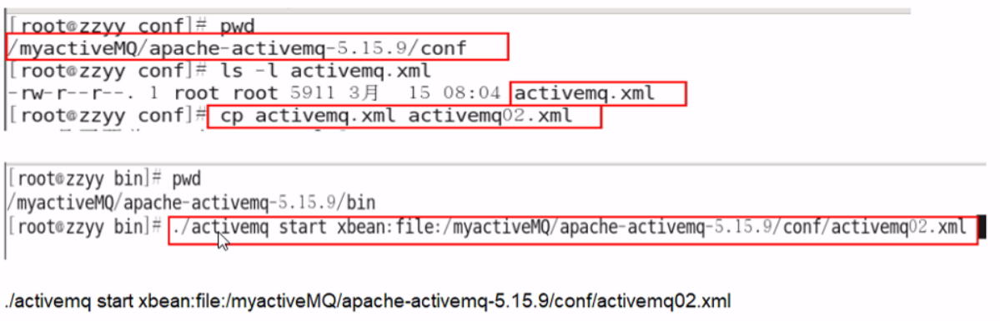 [root@zzyy conf]# pwd
/myactiveMQ/apache-activemq-5.15.9/conf
[root@zzyy conf]# ls -l activemq.xml
-rw-r--r--. 1 root root 5911 3月 15 08:04 activemq.xml
[root@zzyy conf]# cp activemq.xml activemq02.xml
[root@zzyy bin]# pwd
/myactiveMQ/apache-activemq-5.15.9/bin
[root@zzyy bin]# ./activemq start xbean:file:/myactiveMQ/apache-activemq-5.15.9/conf/activemq02.xml
./activemq start xbean:file:/myactiveMQ/apache-activemq-5.15.9/conf/activemq02.xml